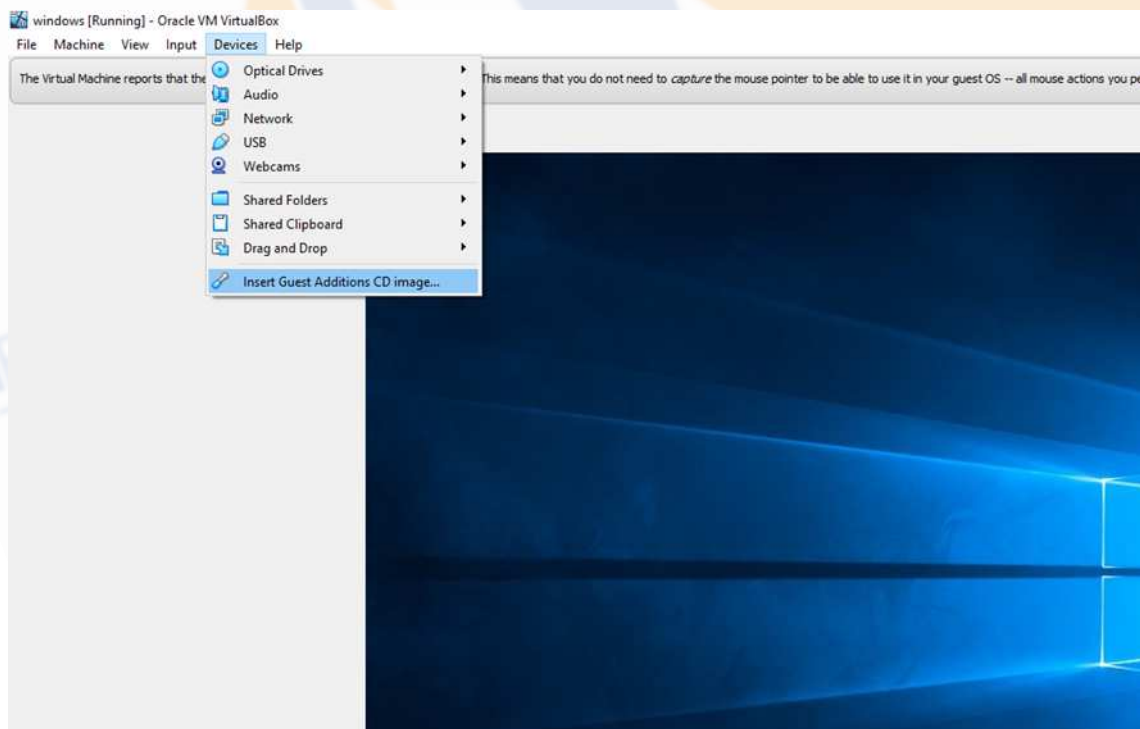 windows [Running] - Oracle VM VirtualBox
File Machine View Input Devices Help
The Virtual Machine reports that the This means that you do not need to capture the mouse pointer to be able to use it in your guest OS -- all mouse actions you pe
Optical Drives
Audio
Network
USB
Webcams
Shared Folders
Shared Clipboard
Drag and Drop
Insert Guest Additions CD image...